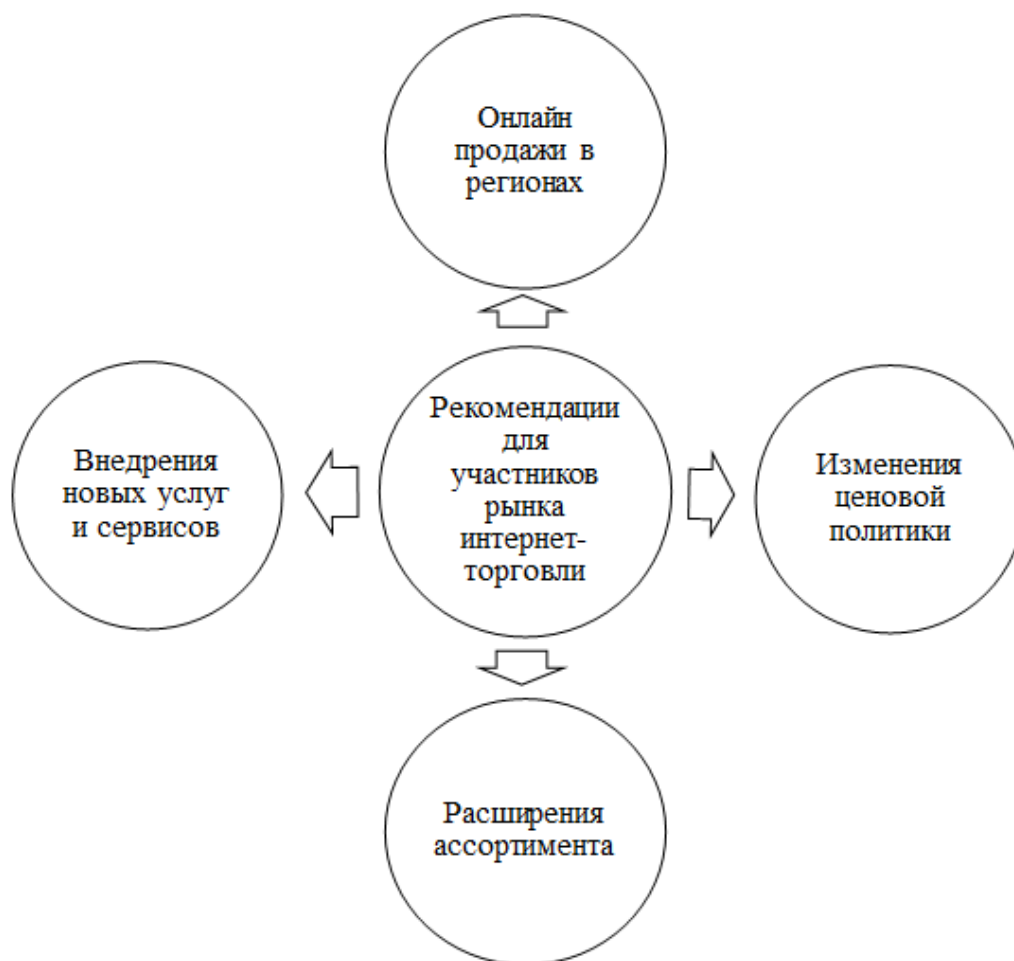 Онлайн
продажи в
регионах
Рекомендации
для
участников
рынка
интернет-
торговли
Внедрения
новых услуг
и сервисов
Изменения
ценовой
политики
Расширения
ассортимента